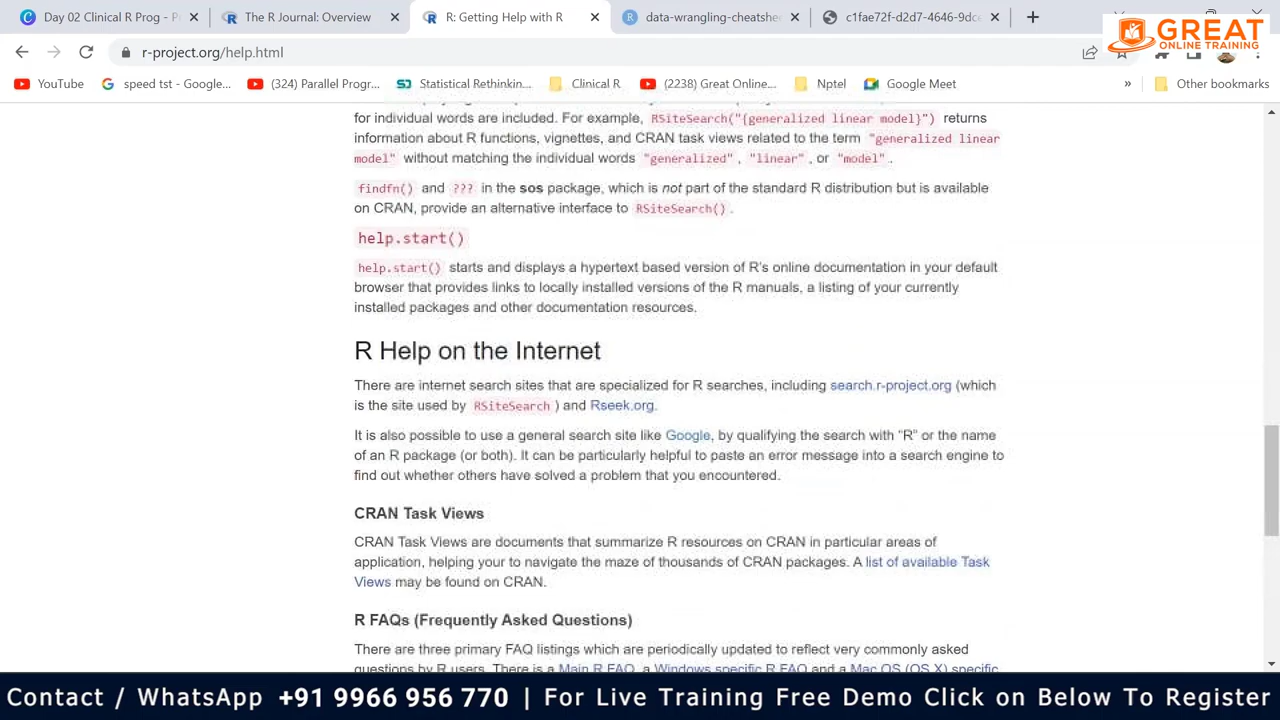 Day 02 Clinical R Prog - P
The R Journal: Overview
R: Getting Help with R
data-wrangling-cheatshe
c1fae72f-d2d7-4646-9dc
GREAT
ONLINE TRAINING
r-project.org/help.html
YouTube
speed tst - Google...
(324) Parallel Progr...
Statistical Rethinkin...
Clinical R
(2238) Great Online...
Nptel
Google Meet
»
Other bookmarks
for individual words are included. For example, RSiteSearch("{generalized linear model}") returns
information about R functions, vignettes, and CRAN task views related to the term "generalized linear
model" without matching the individual words "generalized", "linear", or "model".
findfn() and ??? in the sos package, which is not part of the standard R distribution but is available
on CRAN, provide an alternative interface to RSiteSearch().
help.start()
help.start() starts and displays a hypertext based version of R's online documentation in your default
browser that provides links to locally installed versions of the R manuals, a listing of your currently
installed packages and other documentation resources.
R Help on the Internet
There are internet search sites that are specialized for R searches, including search.r-project.org (which
is the site used by RSiteSearch ) and Rseek.org.
It is also possible to use a general search site like Google, by qualifying the search with “R” or the name
of an R package (or both). It can be particularly helpful to paste an error message into a search engine to
find out whether others have solved a problem that you encountered.
CRAN Task Views
CRAN Task Views are documents that summarize R resources on CRAN in particular areas of
application, helping your to navigate the maze of thousands of CRAN packages. A list of available Task
Views may be found on CRAN.
R FAQs (Frequently Asked Questions)
There are three primary FAQ listings which are periodically updated to reflect very commonly asked
questions by R users. There is a Main R FAQ, a Windows specific R FAQ and a Mac OS (OS X) specific
Contact / WhatsApp +91 9966 956 770 | For Live Training Free Demo Click on Below To Register